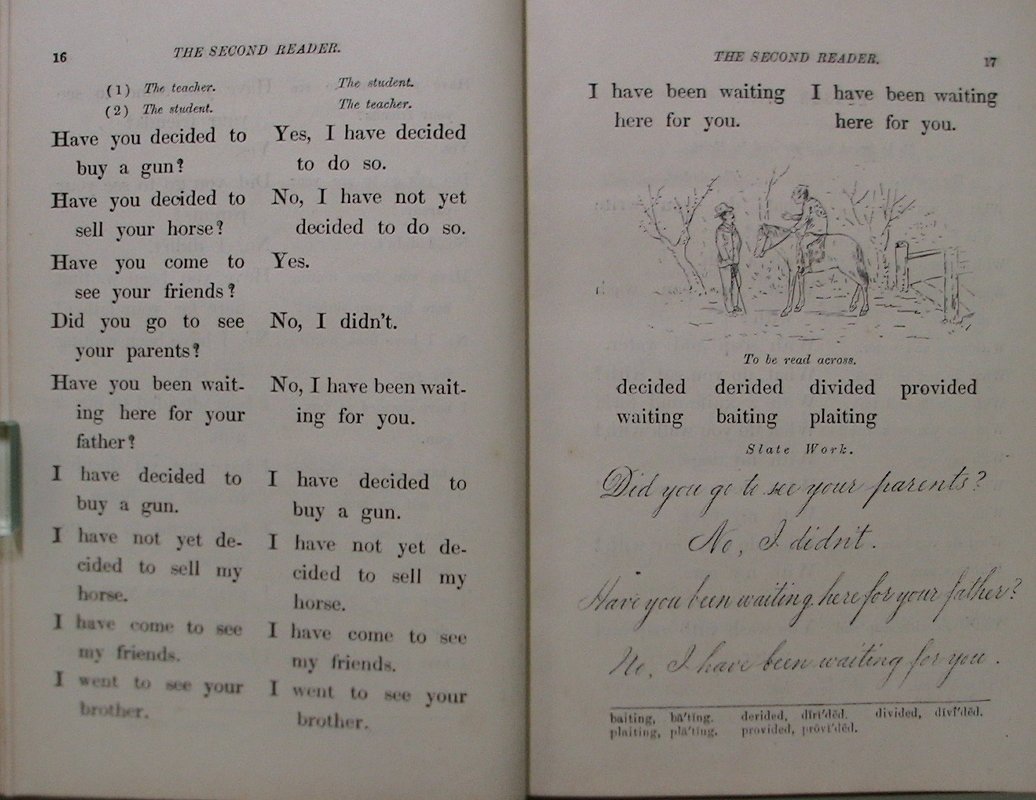 16
THE SECOND READER.
(1) The teacher. The student.
(2) The student. The teacher.
Have you decided to Yes, I have decided
buy a gun? to do so.
Have you decided to No, I have not yet
sell your horse? decided to do so.
Have you come to Yes.
see your friends?
Did you go to see No, I didn't.
your parents?
Have you been wait- No, I have been wait-
ing here for your ing for you.
father?
I have decided to I have decided to
buy a gun. buy a gun.
I have not yet de- I have not yet de-
cided to sell my cided to sell my
horse. horse.
I have come to see I have come to see
my friends. my friends.
I went to see your I went to see your
brother. brother.
THE SECOND READER.
17
I have been waiting I have been waiting
here for you. here for you.
To be read across.
decided derided divided provided
waiting baiting plaiting
Slate Work.
Did you go to see your parents?
No, I didn't.
Have you been waiting here for your father?
No, I have been waiting for you.
baiting, bā'tĭng. derided, dĭrī'dĕd. divided, dĭvī'dĕd.
plaiting, plā'tĭng. provided, prŏvī'dĕd.